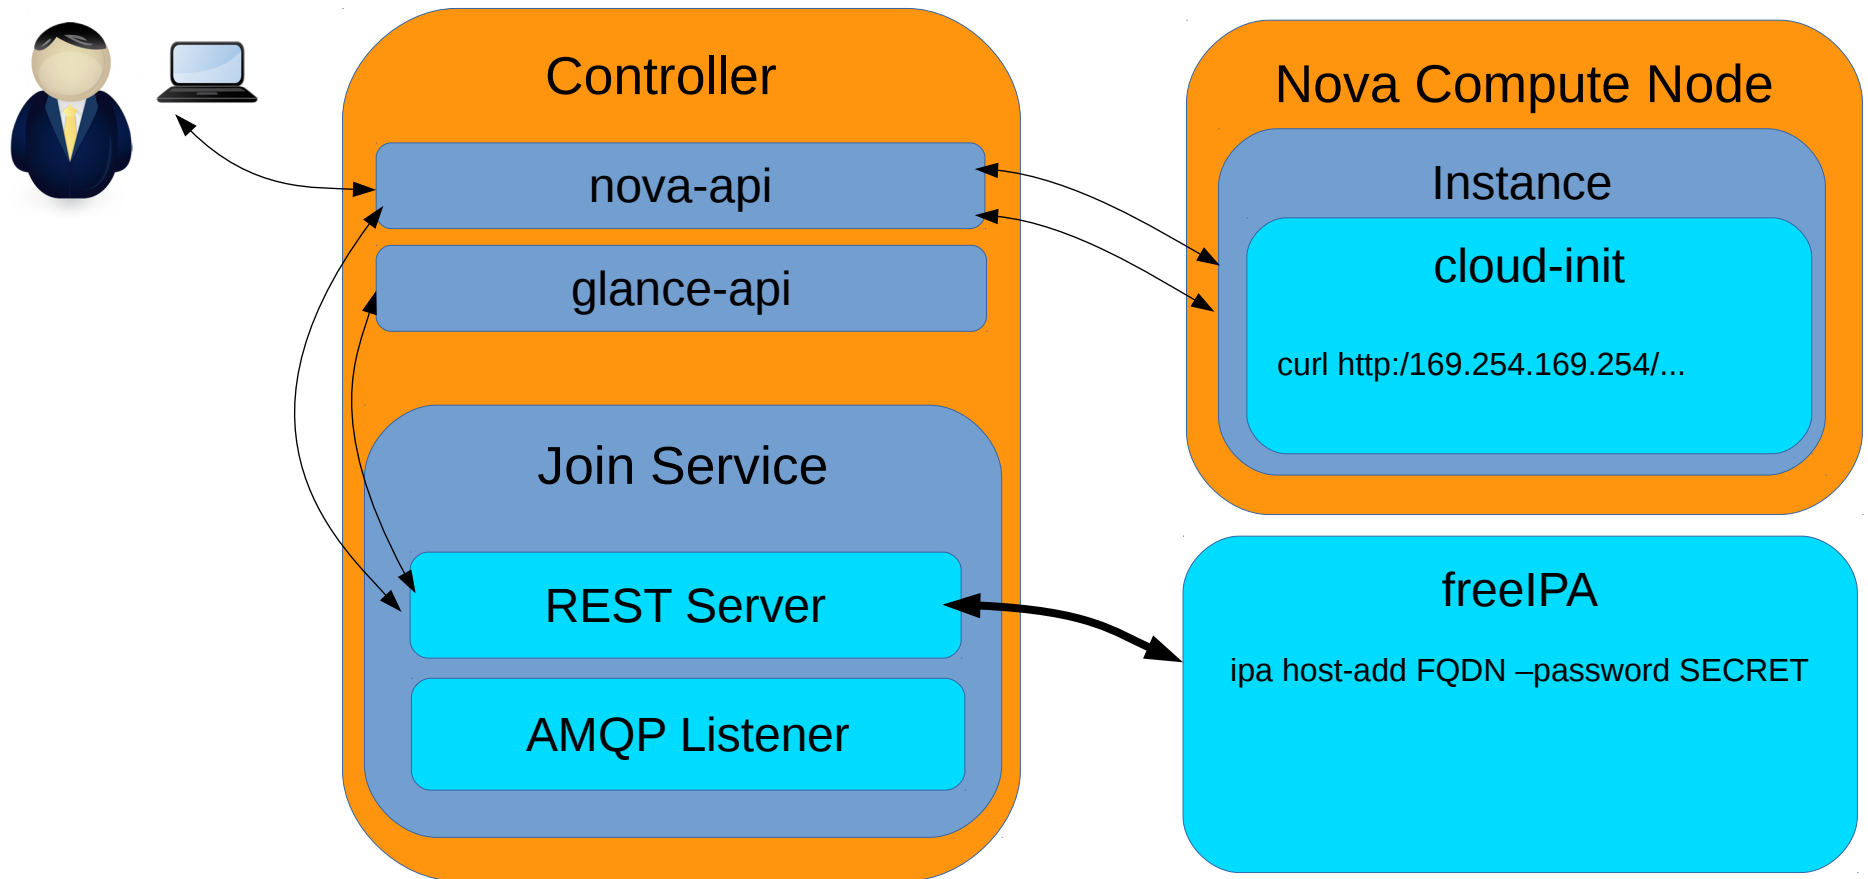 Controller
nova-api
glance-api
Join Service
REST Server
AMQP Listener
Nova Compute Node
Instance
cloud-init
curl http:/169.254.169.254/...
freeIPA
ipa host-add FQDN –password SECRET